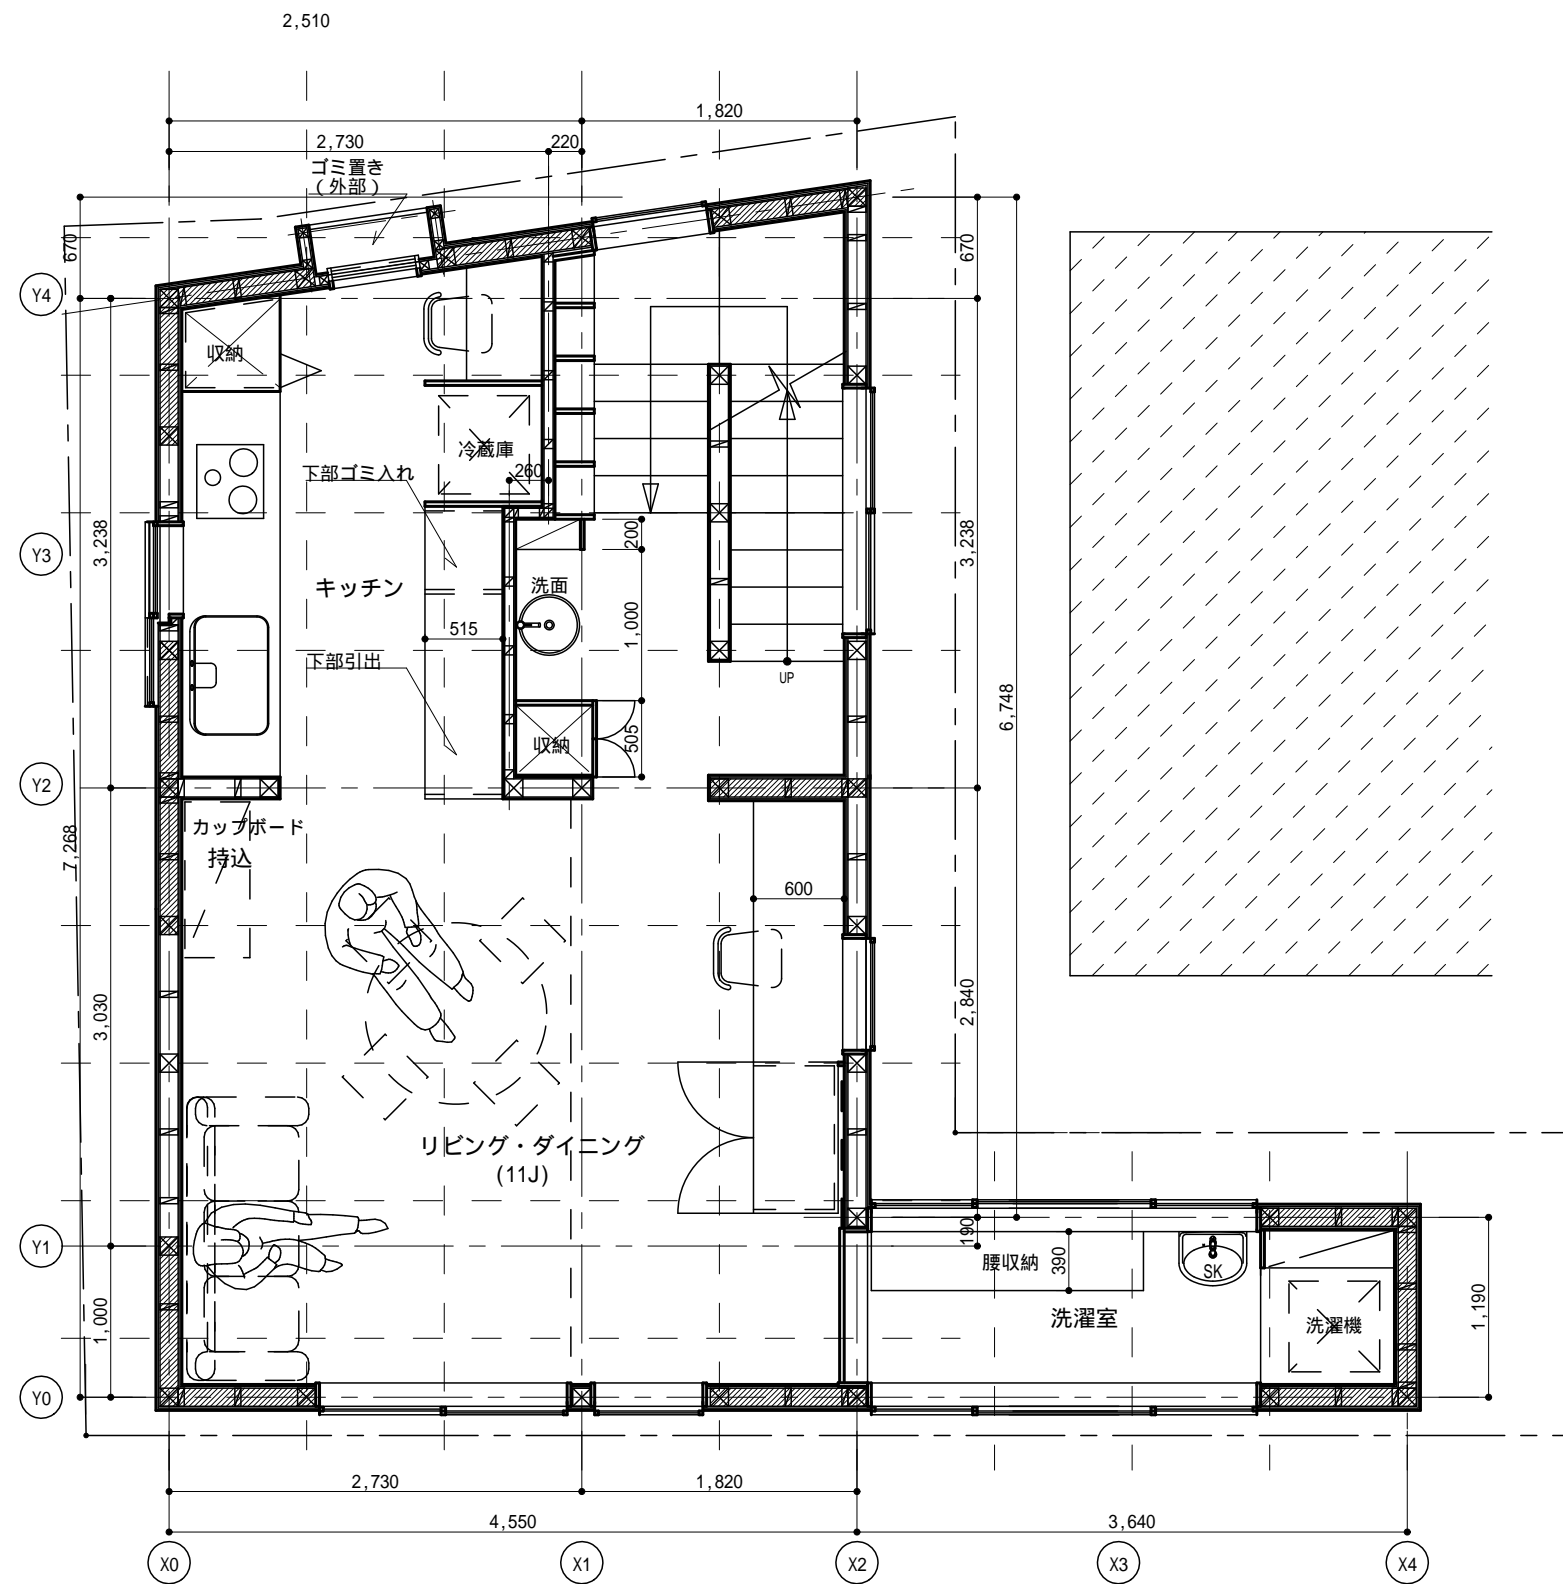 2,510
1,820
2,730
220
ゴミ置き
（外部）
670
670
Y4
収納
冷蔵庫
260
下部ゴミ入れ
200
Y3
3,238
3,238
キッチン
洗面
1,000
515
下部引出
UP
6,748
収納
505
Y2
カップボード
持込
7,268
600
3,030
2,840
リビング・ダイニング
(11J)
Y1
190
腰収納
390
SK
洗濯室
洗濯機
1,190
1,000
Y0
2,730
1,820
4,550
3,640
X0
X1
X2
X3
X4